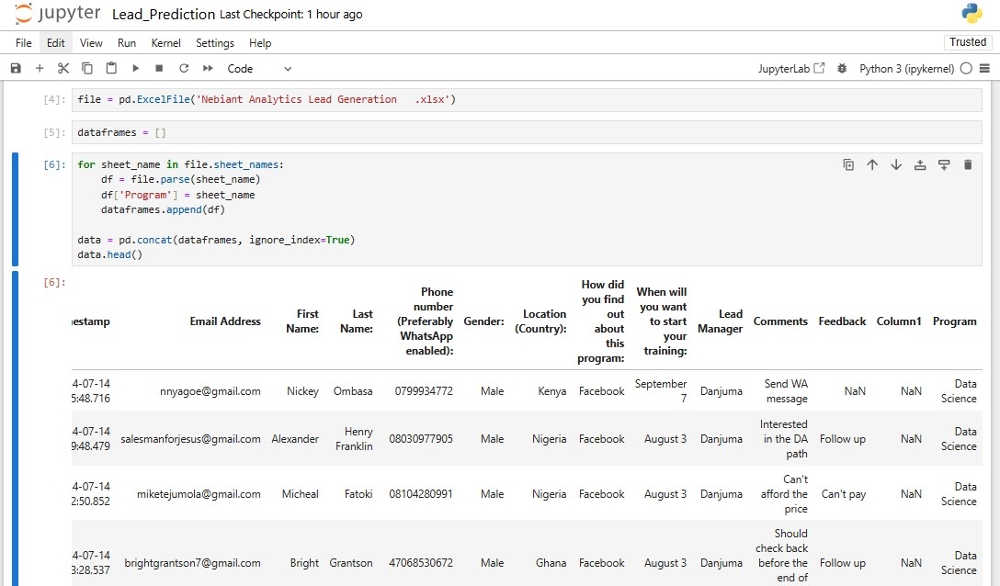 jupyter Lead_Prediction Last Checkpoint: 1 hour ago
File Edit View Run Kernel Settings Help Trusted
Code JupyterLab Python 3 (ipykernel)
[4]: file = pd.ExcelFile('Nebiant Analytics Lead Generation   .xlsx')
[5]: dataframes = []
[6]: for sheet_name in file.sheet_names:
    df = file.parse(sheet_name)
    df['Program'] = sheet_name
    dataframes.append(df)
data = pd.concat(dataframes, ignore_index=True)
data.head()
[6]:
How did
Phone you find When will
number out you want
First Last (Preferably Location about to start Lead
estamp Email Address Name: Name: WhatsApp Gender: (Country): this your Manager Comments Feedback Column1 Program
enabled): program: training:
4-07-14 nnyagoe@gmail.com Nickey Ombasa 0799934772 Male Kenya Facebook September Danjuma Send WA NaN NaN Data
5:48.716 7 message Science
4-07-14 salesmanforjesus@gmail.com Alexander Henry 08030977905 Male Nigeria Facebook August 3 Danjuma Interested Follow up NaN Data
9:48.479 Franklin in the DA Science
path
4-07-14 miketejumola@gmail.com Micheal Fatoki 08104280991 Male Nigeria Facebook August 3 Danjuma Can't Can't pay NaN Data
2:50.852 afford the Science
price
4-07-14 brightgrantson7@gmail.com Bright Grantson 47068530672 Male Ghana Facebook August 3 Danjuma Should Follow up NaN Data
3:28.537 check back Science
before the
end of